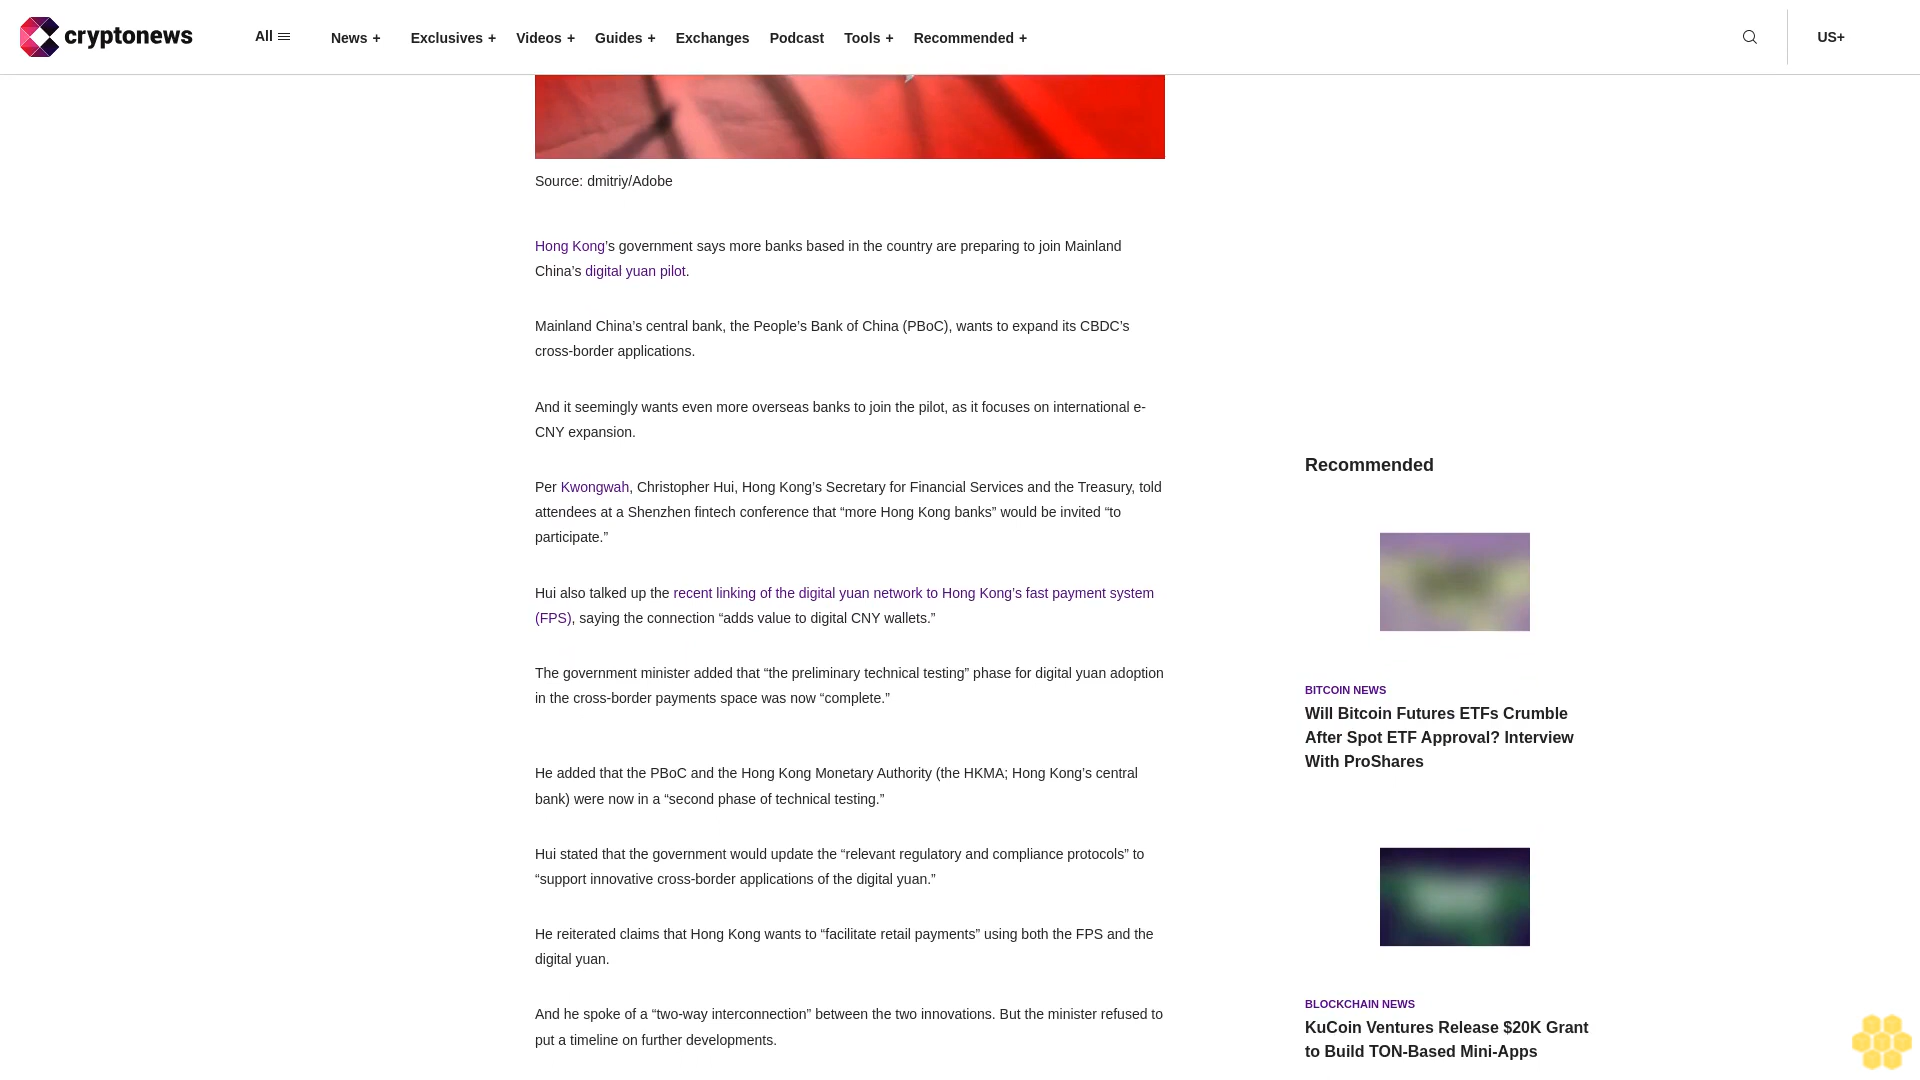 cryptonews
All
News +
Exclusives +
Videos +
Guides +
Exchanges
Podcast
Tools +
Recommended +
US+
Source: dmitriy/Adobe
Hong Kong’s government says more banks based in the country are preparing to join Mainland
China’s digital yuan pilot.
Mainland China’s central bank, the People’s Bank of China (PBoC), wants to expand its CBDC’s
cross-border applications.
And it seemingly wants even more overseas banks to join the pilot, as it focuses on international e-
CNY expansion.
Per Kwongwah, Christopher Hui, Hong Kong’s Secretary for Financial Services and the Treasury, told
attendees at a Shenzhen fintech conference that “more Hong Kong banks” would be invited “to
participate.”
Hui also talked up the recent linking of the digital yuan network to Hong Kong’s fast payment system
(FPS), saying the connection “adds value to digital CNY wallets.”
The government minister added that “the preliminary technical testing” phase for digital yuan adoption
in the cross-border payments space was now “complete.”
He added that the PBoC and the Hong Kong Monetary Authority (the HKMA; Hong Kong’s central
bank) were now in a “second phase of technical testing.”
Hui stated that the government would update the “relevant regulatory and compliance protocols” to
“support innovative cross-border applications of the digital yuan.”
He reiterated claims that Hong Kong wants to “facilitate retail payments” using both the FPS and the
digital yuan.
And he spoke of a “two-way interconnection” between the two innovations. But the minister refused to
put a timeline on further developments.
Recommended
BITCOIN NEWS
Will Bitcoin Futures ETFs Crumble
After Spot ETF Approval? Interview
With ProShares
BLOCKCHAIN NEWS
KuCoin Ventures Release $20K Grant
to Build TON-Based Mini-Apps